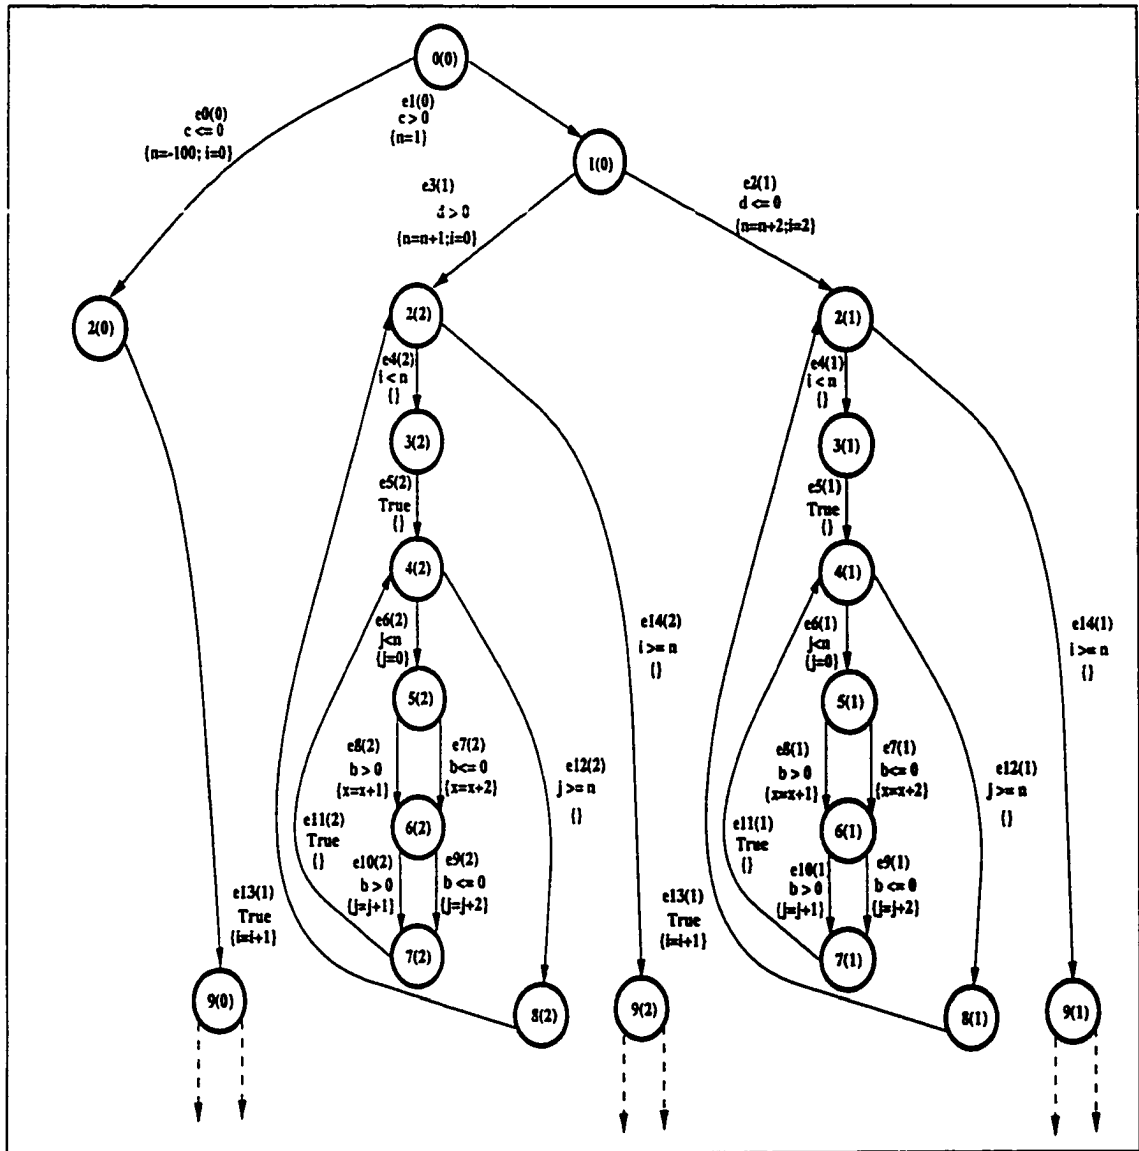 0(0)
e0(0)
c <= 0
{n=-100; i=0}
e1(0)
c > 0
{n=1}
1(0)
e3(1)
d > 0
{n=n+1;i=0}
e2(1)
d <= 0
{n=n+2;i=2}
2(0)
2(2)
2(1)
e4(2)
i < n
{}
e4(1)
i < n
{}
3(2)
3(1)
e5(2)
True
{}
e5(1)
True
{}
4(2)
4(1)
e6(2)
j<n
{j=0}
e14(2)
i >= n
{}
e6(1)
j<n
{j=0}
e14(1)
i >= n
{}
5(2)
5(1)
e8(2)
b > 0
{x=x+1}
e7(2)
b<= 0
{x=x+2}
e12(2)
j >= n
{}
e8(1)
b > 0
{x=x+1}
e7(1)
b<= 0
{x=x+2}
e12(1)
j >= n
{}
e11(2)
True
{}
6(2)
e11(1)
True
{}
6(1)
e10(2)
b > 0
{j=j+1}
e9(2)
b <= 0
{j=j+2}
e10(1)
b > 0
{j=j+1}
e9(1)
b <= 0
{j=j+2}
e13(1)
True
{i=i+1}
e13(1)
True
{i=i+1}
7(2)
7(1)
9(0)
8(2)
9(2)
8(1)
9(1)